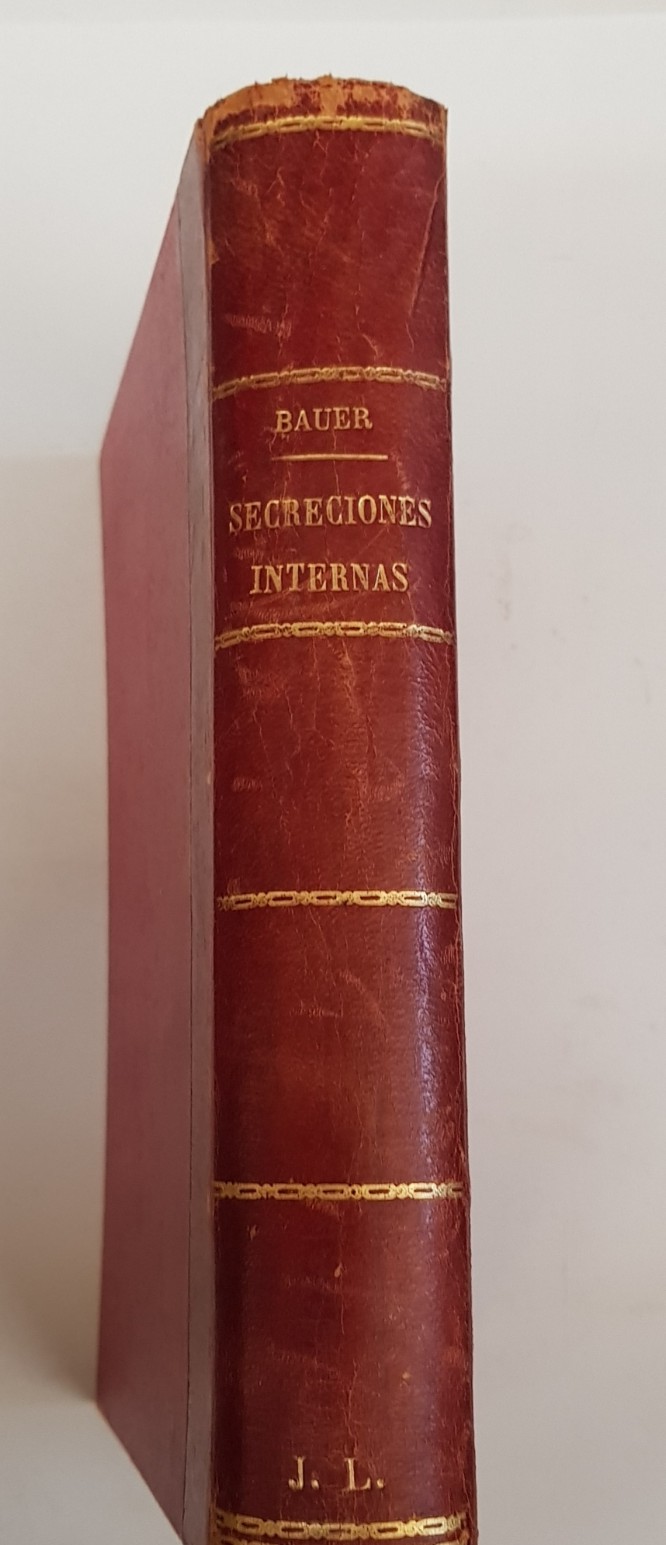 BAUER
SECRECIONES
INTERNAS
J. L.